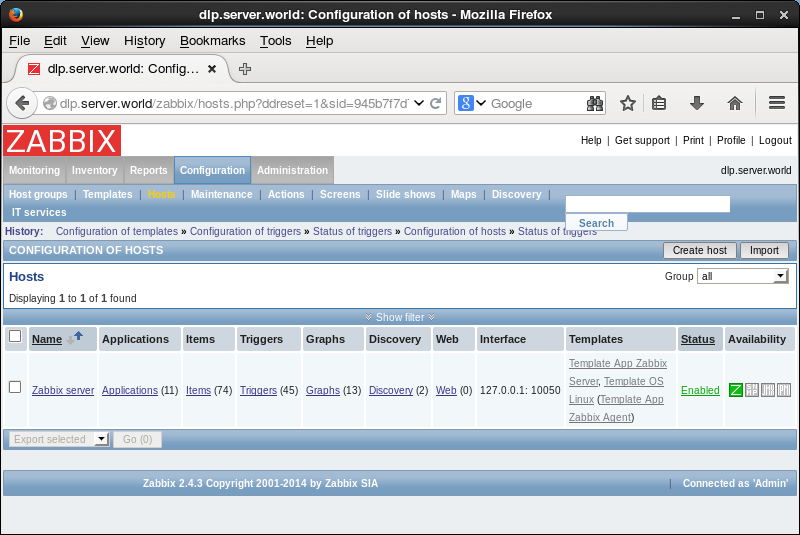 dlp.server.world: Configuration of hosts - Mozilla Firefox
File Edit View History Bookmarks Tools Help
dlp.server.world: Config...
dlp.server.world/zabbix/hosts.php?ddreset=1&sid=945b7f7d
Google
ZABBIX
Help | Get support | Print | Profile | Logout
Monitoring Inventory Reports Configuration Administration
dlp.server.world
Host groups | Templates | Hosts | Maintenance | Actions | Screens | Slide shows | Maps | Discovery |
IT services
Search
History: Configuration of templates » Configuration of triggers » Status of triggers » Configuration of hosts » Status of triggers
CONFIGURATION OF HOSTS
Create host Import
Hosts
Group all
Displaying 1 to 1 of 1 found
Show filter
Name Applications Items Triggers Graphs Discovery Web Interface Templates Status Availability
Zabbix server Applications (11) Items (74) Triggers (45) Graphs (13) Discovery (2) Web (0) 127.0.0.1: 10050
Template App Zabbix
Server, Template OS
Linux (Template App
Zabbix Agent)
Enabled
Export selected Go (0)
Zabbix 2.4.3 Copyright 2001-2014 by Zabbix SIA
| Connected as 'Admin'